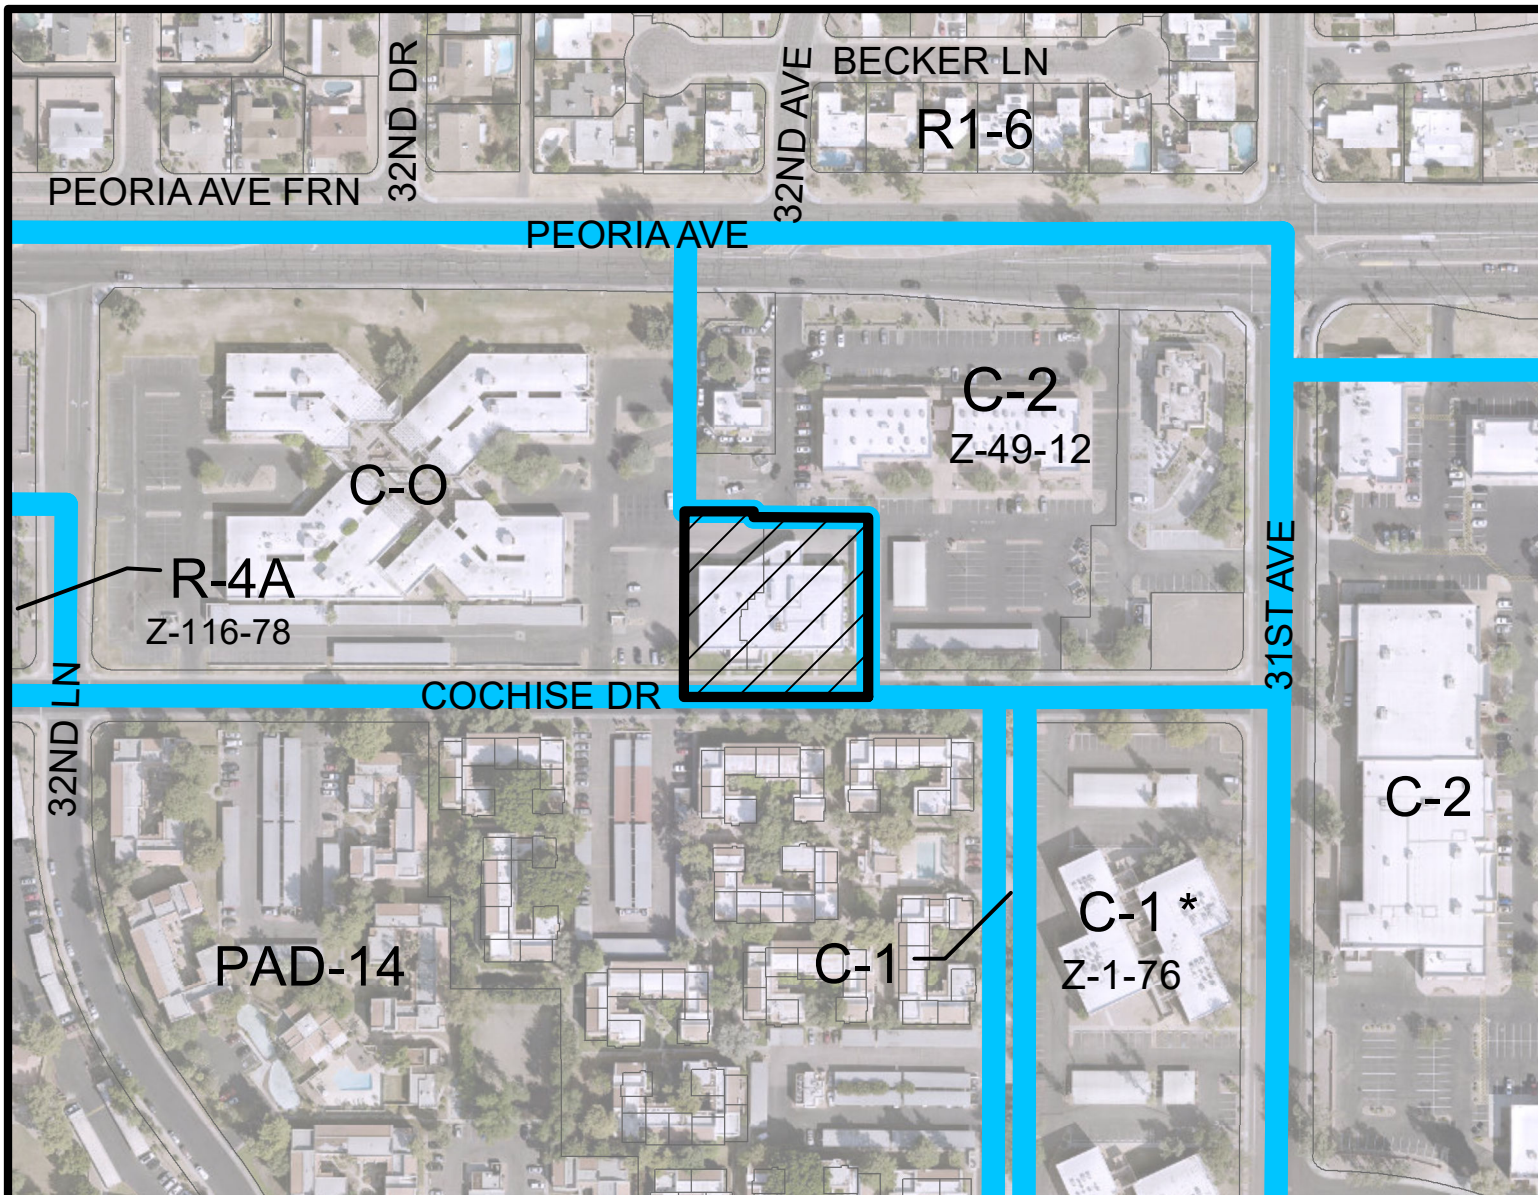 BECKER LN
32ND DR
32ND AVE
R1-6
PEORIA AVE FRN
PEORIA AVE
C-2
Z-49-12
C-O
R-4A
Z-116-78
31ST AVE
COCHISE DR
32ND LN
C-2
C-1 *
Z-1-76
C-1
PAD-14